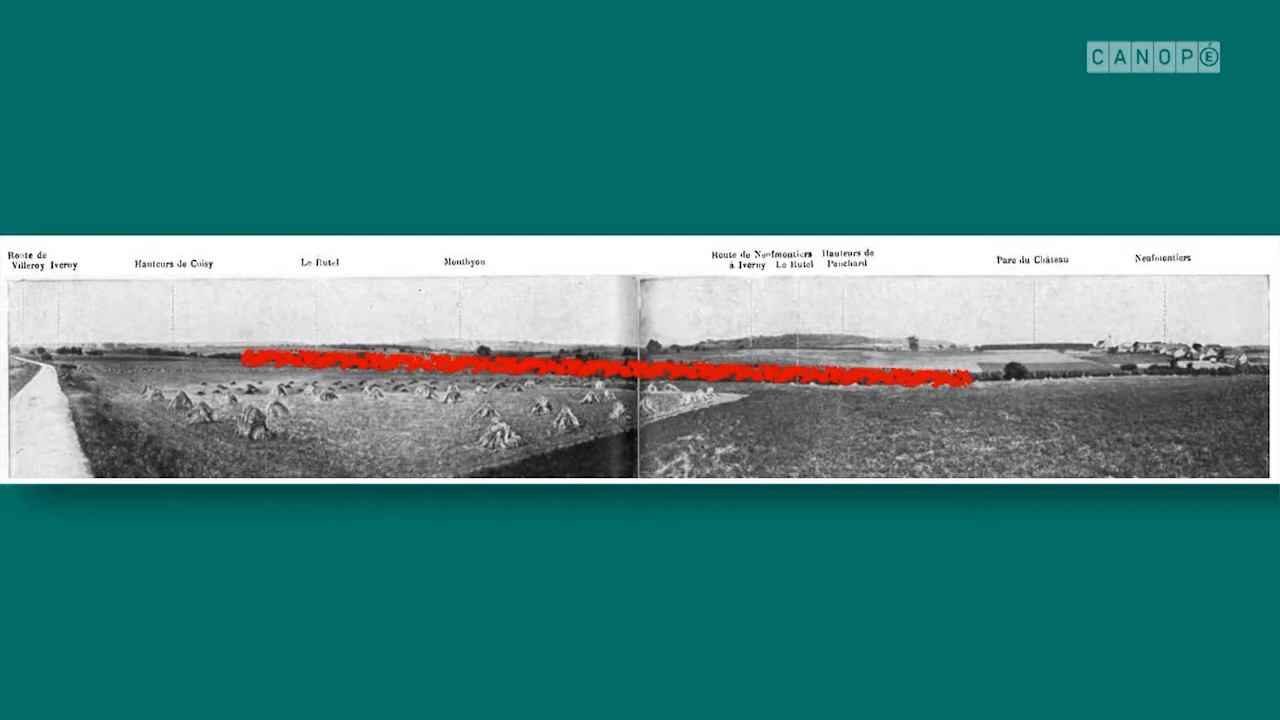 CANOPÉ
Route de
Villeroy Iverny
Hauteurs de Cuisy
Le Rutel
Monthyon
Route de Neufmontiers
à Iverny Le Rutel
Hauteurs de
Penchard
Parc du Château
Neufmontiers